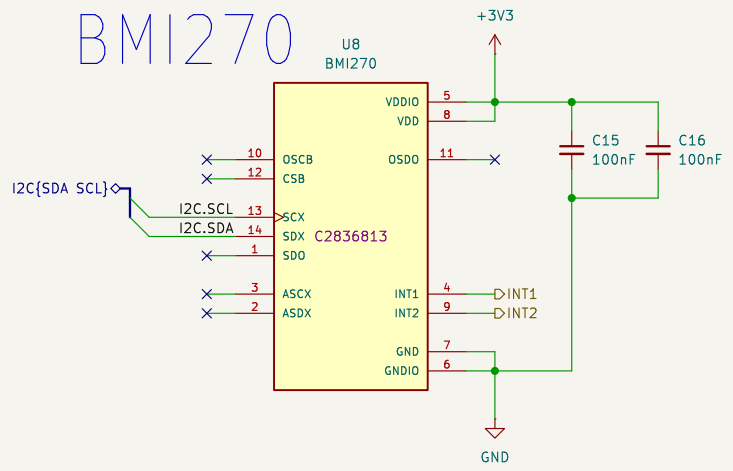 BMI270
+3V3
U8
BMI270
VDDIO 5
VDD 8
C15
100nF
C16
100nF
10 OSCB
OSDO 11
12 CSB
I2C{SDA SCL}
I2C.SCL 13 SCX
I2C.SDA 14 SDX
C2836813
1 SDO
3 ASCX
INT1 4 INT1
2 ASDX
INT2 9 INT2
GND 7
GNDIO 6
GND